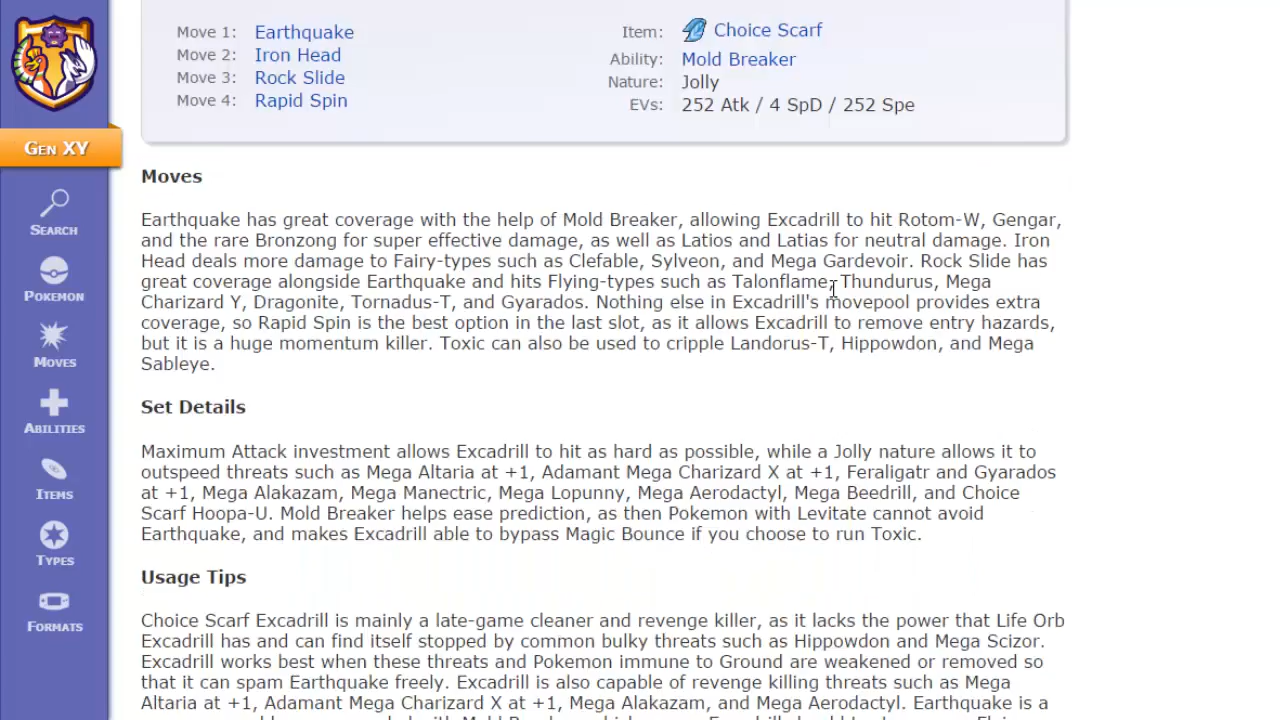 Move 1: Earthquake
Move 2: Iron Head
Move 3: Rock Slide
Move 4: Rapid Spin
Item: Choice Scarf
Ability: Mold Breaker
Nature: Jolly
EVs: 252 Atk / 4 SpD / 252 Spe
GEN XY
SEARCH
POKEMON
MOVES
ABILITIES
ITEMS
TYPES
FORMATS
Moves
Earthquake has great coverage with the help of Mold Breaker, allowing Excadrill to hit Rotom-W, Gengar,
and the rare Bronzong for super effective damage, as well as Latios and Latias for neutral damage. Iron
Head deals more damage to Fairy-types such as Clefable, Sylveon, and Mega Gardevoir. Rock Slide has
great coverage alongside Earthquake and hits Flying-types such as Talonflame, Thundurus, Mega
Charizard Y, Dragonite, Tornadus-T, and Gyarados. Nothing else in Excadrill's movepool provides extra
coverage, so Rapid Spin is the best option in the last slot, as it allows Excadrill to remove entry hazards,
but it is a huge momentum killer. Toxic can also be used to cripple Landorus-T, Hippowdon, and Mega
Sableye.
Set Details
Maximum Attack investment allows Excadrill to hit as hard as possible, while a Jolly nature allows it to
outspeed threats such as Mega Altaria at +1, Adamant Mega Charizard X at +1, Feraligatr and Gyarados
at +1, Mega Alakazam, Mega Manectric, Mega Lopunny, Mega Aerodactyl, Mega Beedrill, and Choice
Scarf Hoopa-U. Mold Breaker helps ease prediction, as then Pokemon with Levitate cannot avoid
Earthquake, and makes Excadrill able to bypass Magic Bounce if you choose to run Toxic.
Usage Tips
Choice Scarf Excadrill is mainly a late-game cleaner and revenge killer, as it lacks the power that Life Orb
Excadrill has and can find itself stopped by common bulky threats such as Hippowdon and Mega Scizor.
Excadrill works best when these threats and Pokemon immune to Ground are weakened or removed so
that it can spam Earthquake freely. Excadrill is also capable of revenge killing threats such as Mega
Altaria at +1, Adamant Mega Charizard X at +1, Mega Alakazam, and Mega Aerodactyl. Earthquake is a